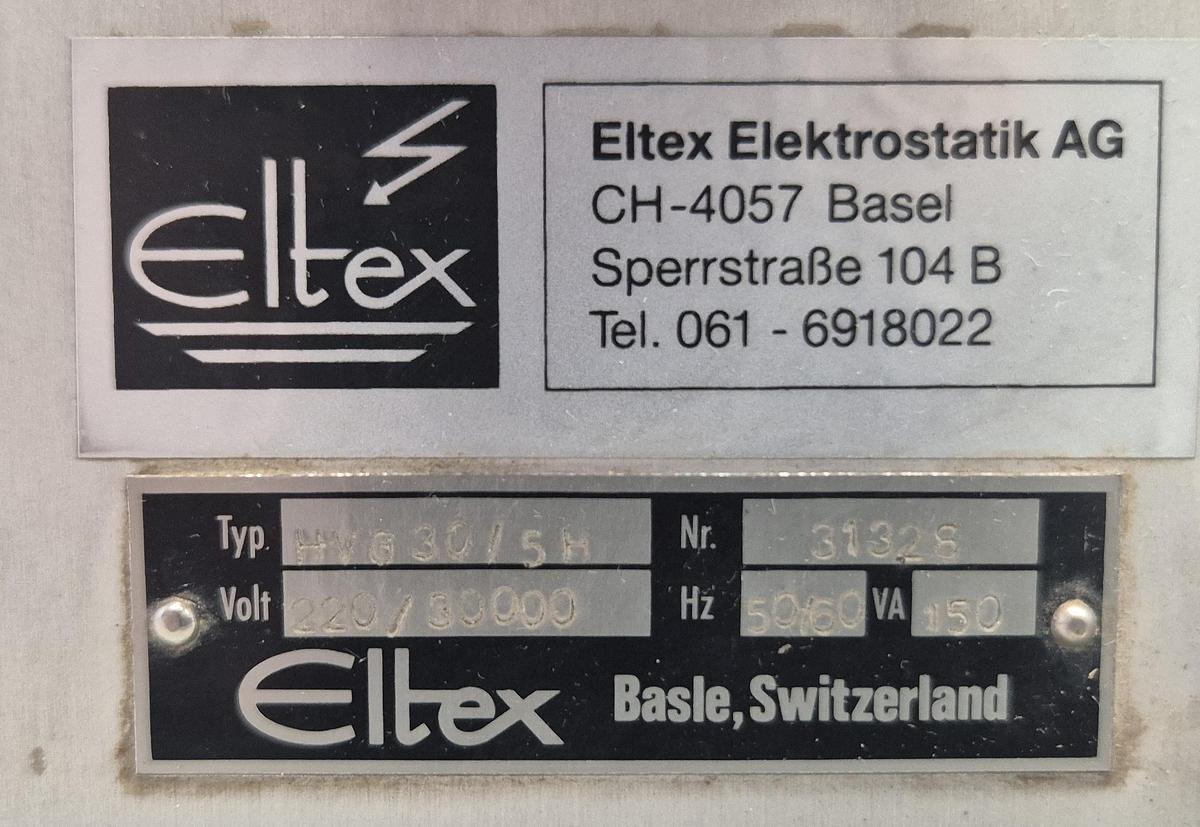 Eltex
Eltex Elektrostatik AG
CH-4057 Basel
Sperrstraße 104 B
Tel. 061 - 6918022
Typ. HVG 30/5H Nr. 31328
Volt 220/30000 Hz 50/60 VA 150
Eltex Basle, Switzerland